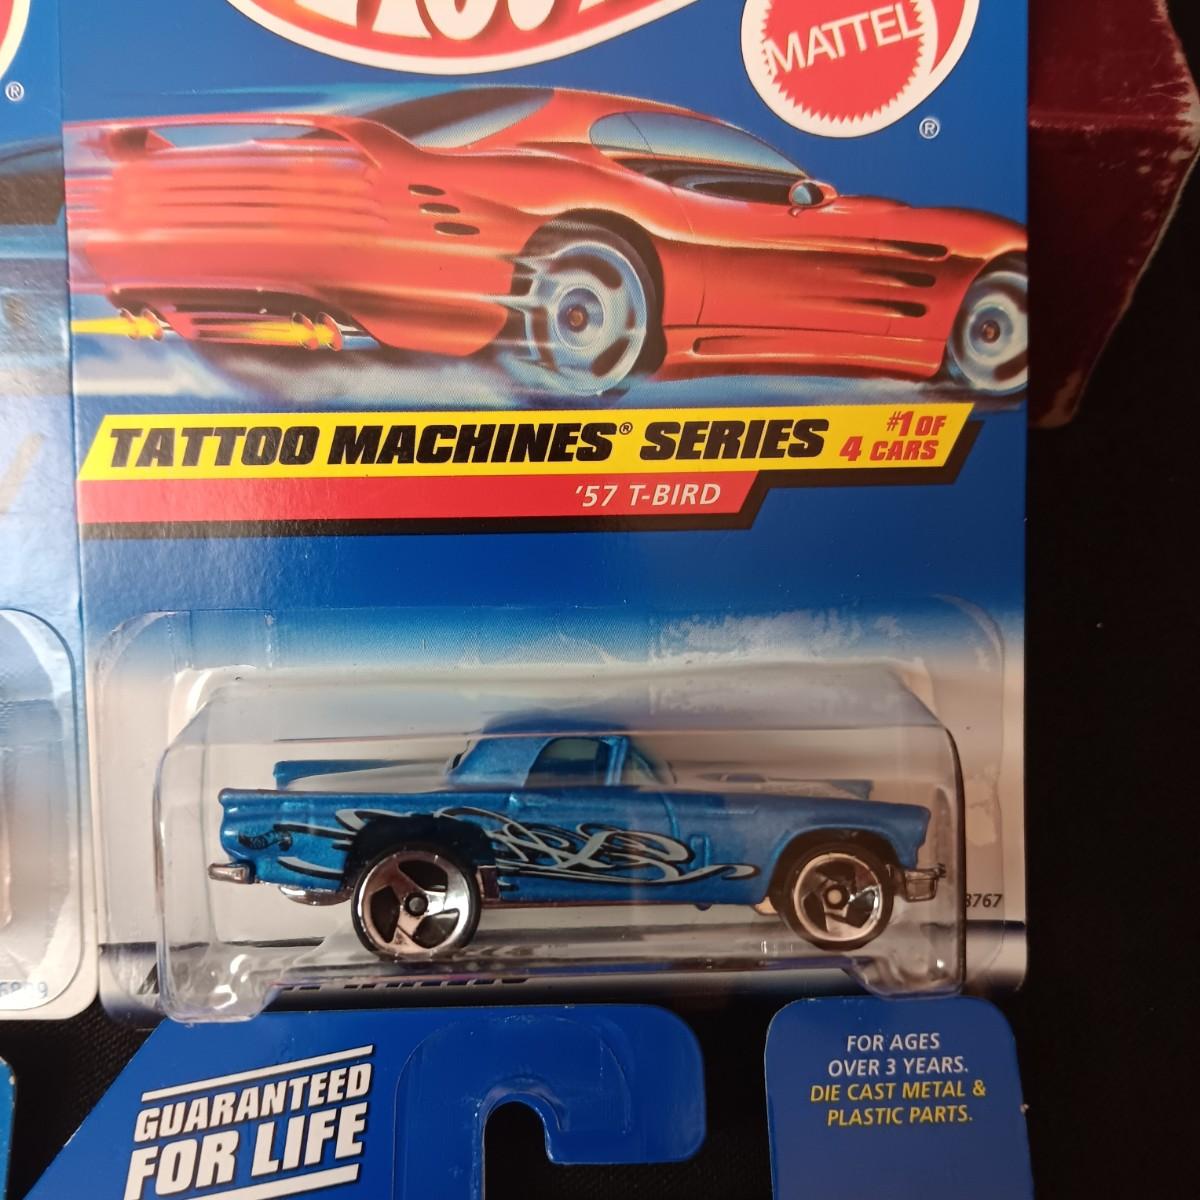 MATTEL
®
®
TATTOO MACHINES® SERIES
#1 OF
4 CARS
'57 T-BIRD
8767
GUARANTEED
FOR LIFE
FOR AGES
OVER 3 YEARS.
DIE CAST METAL &
PLASTIC PARTS.